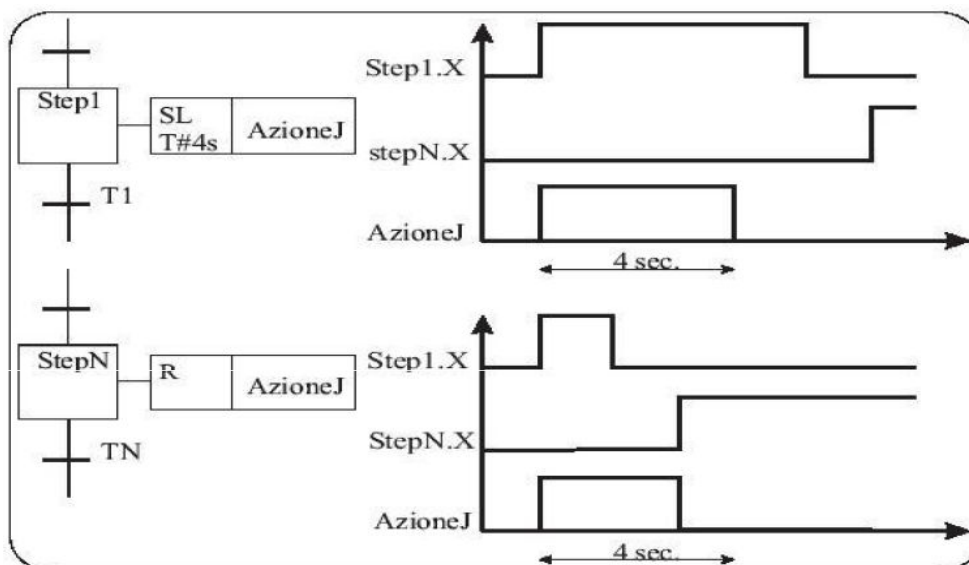 Step1
SL
T#4s
AzioneJ
T1
StepN
R
AzioneJ
TN
Step1.X
stepN.X
AzioneJ
4 sec.
Step1.X
StepN.X
AzioneJ
4 sec.